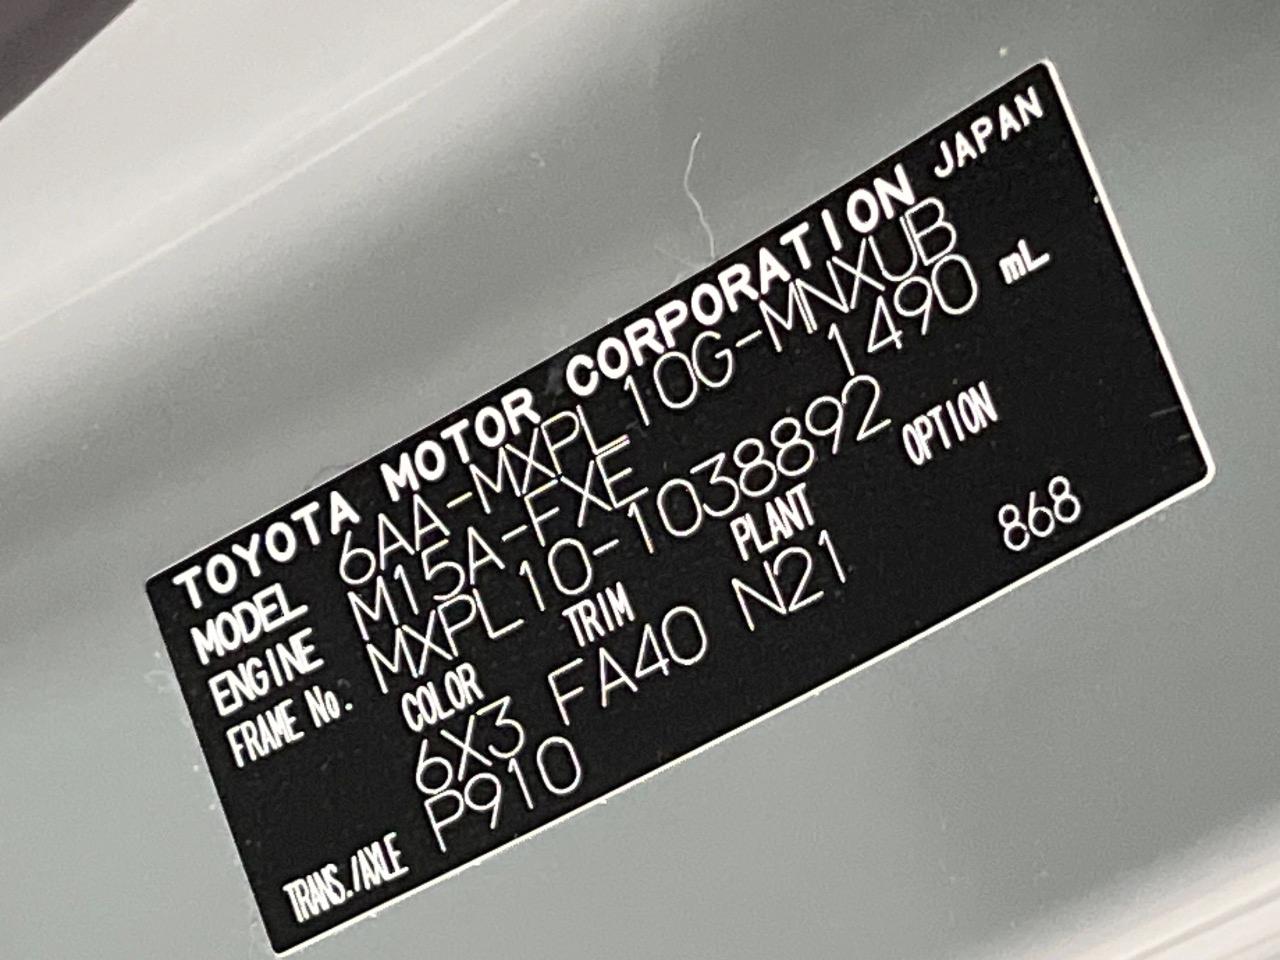 TOYOTA MOTOR CORPORATION JAPAN
MODEL 6AA-MXPL10G-MNXUB
ENGINE M15A-FXE 1490 mL
FRAME No. MXPL10-1038892
COLOR TRIM PLANT OPTION
6X3 FA40 N21 868
TRANS./AXLE P910